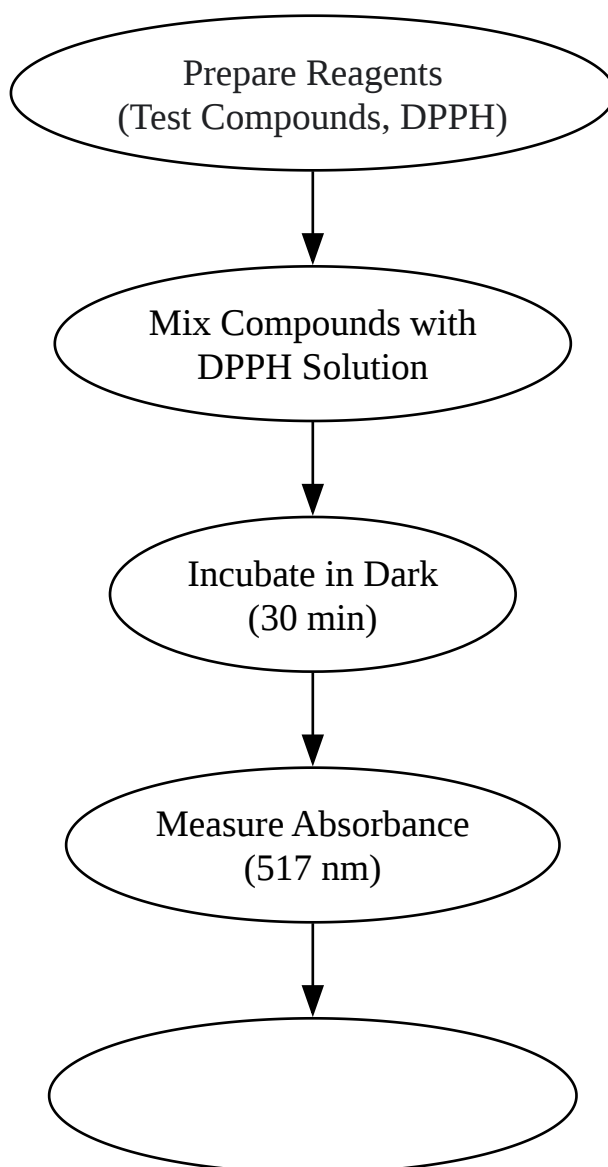 Prepare Reagents
(Test Compounds, DPPH)
Mix Compounds with
DPPH Solution
Incubate in Dark
(30 min)
Measure Absorbance
(517 nm)